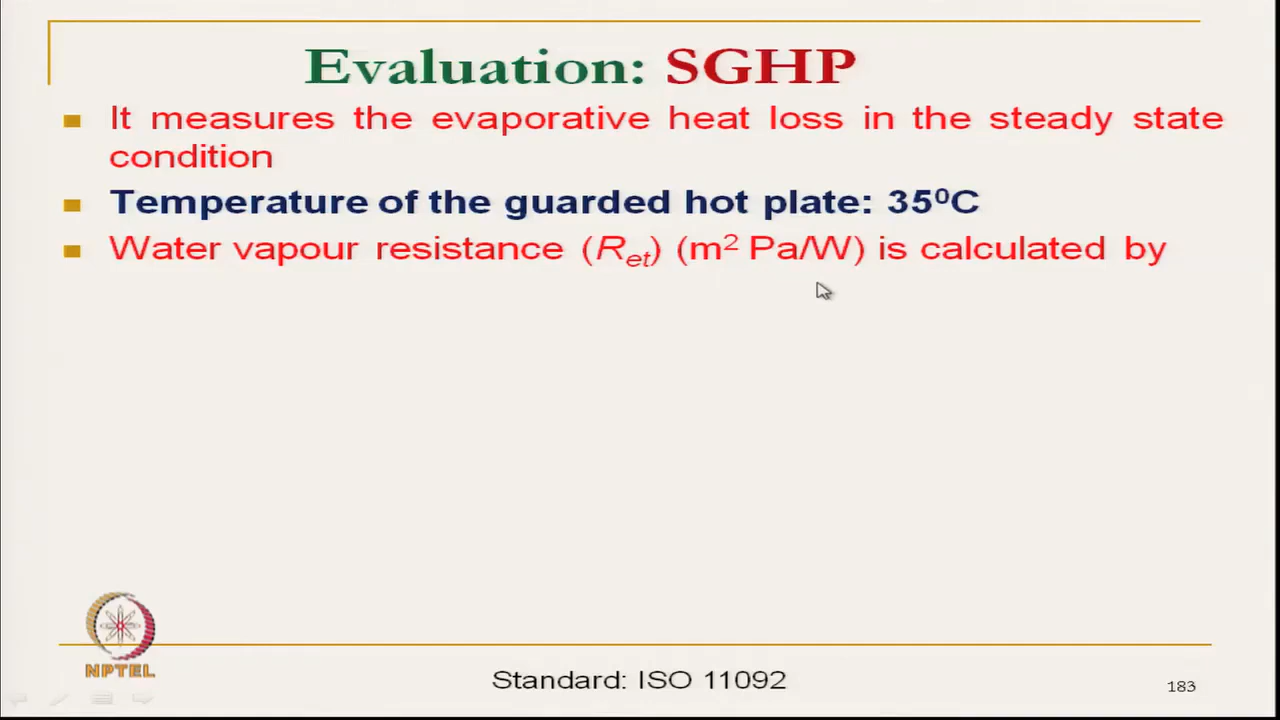 Evaluation: SGHP
It measures the evaporative heat loss in the steady state
condition
Temperature of the guarded hot plate: 35⁰C
Water vapour resistance (Ret) (m² Pa/W) is calculated by
NPTEL
Standard: ISO 11092
183